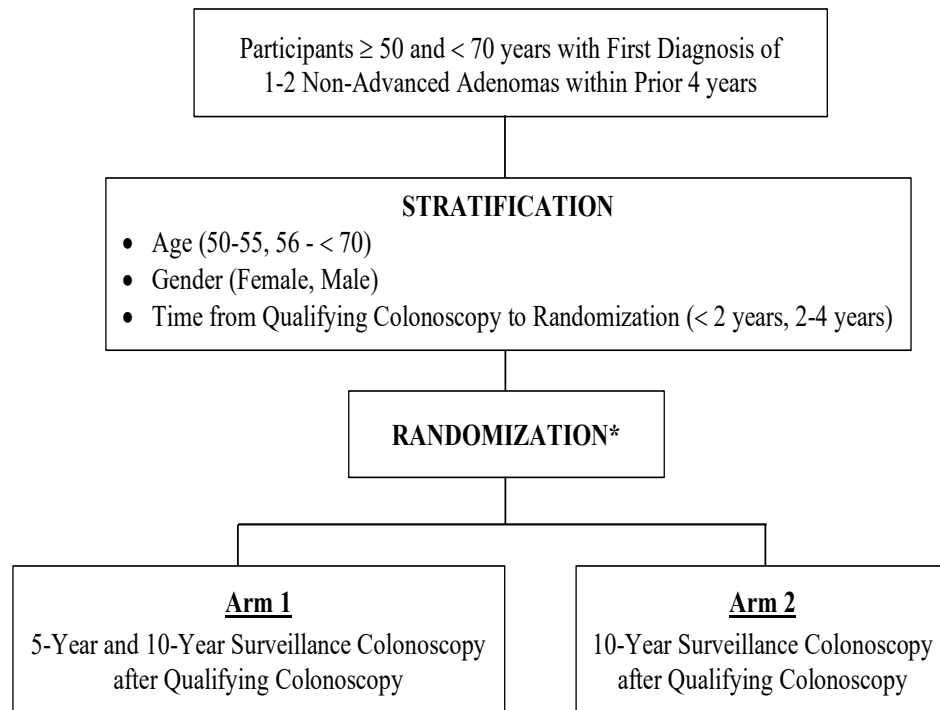 Participants ≥ 50 and < 70 years with First Diagnosis of
1-2 Non-Advanced Adenomas within Prior 4 years
STRATIFICATION
• Age (50-55, 56 - < 70)
• Gender (Female, Male)
• Time from Qualifying Colonoscopy to Randomization (< 2 years, 2-4 years)
RANDOMIZATION*
Arm 1
5-Year and 10-Year Surveillance Colonoscopy
after Qualifying Colonoscopy
Arm 2
10-Year Surveillance Colonoscopy
after Qualifying Colonoscopy